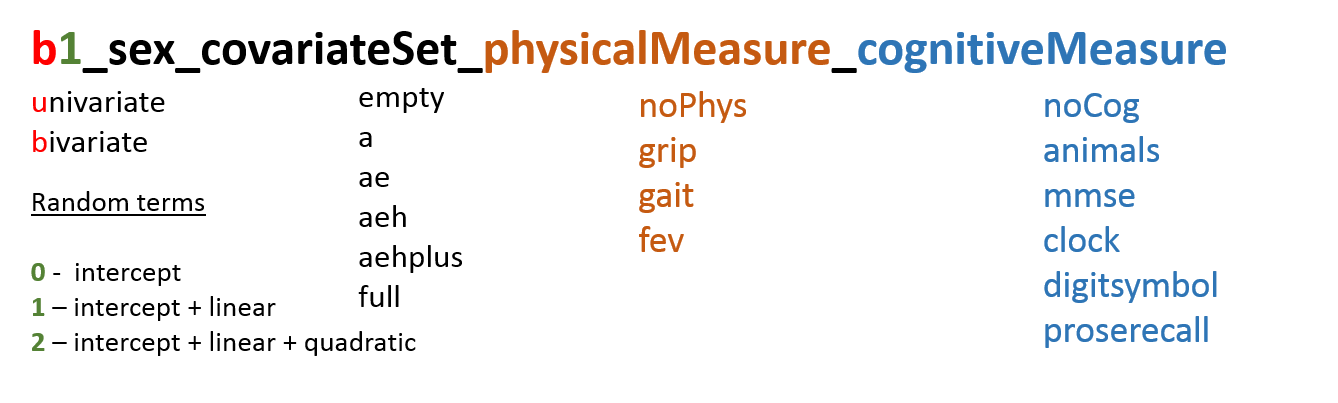 b1_sex_covariateSet_physicalMeasure_cognitiveMeasure
univariate
bivariate
Random terms
0 -  intercept
1 – intercept + linear
2 – intercept + linear + quadratic
empty
a
ae
aeh
aehplus
full
noPhys
grip
gait
fev
noCog
animals
mmse
clock
digitsymbol
proserecall